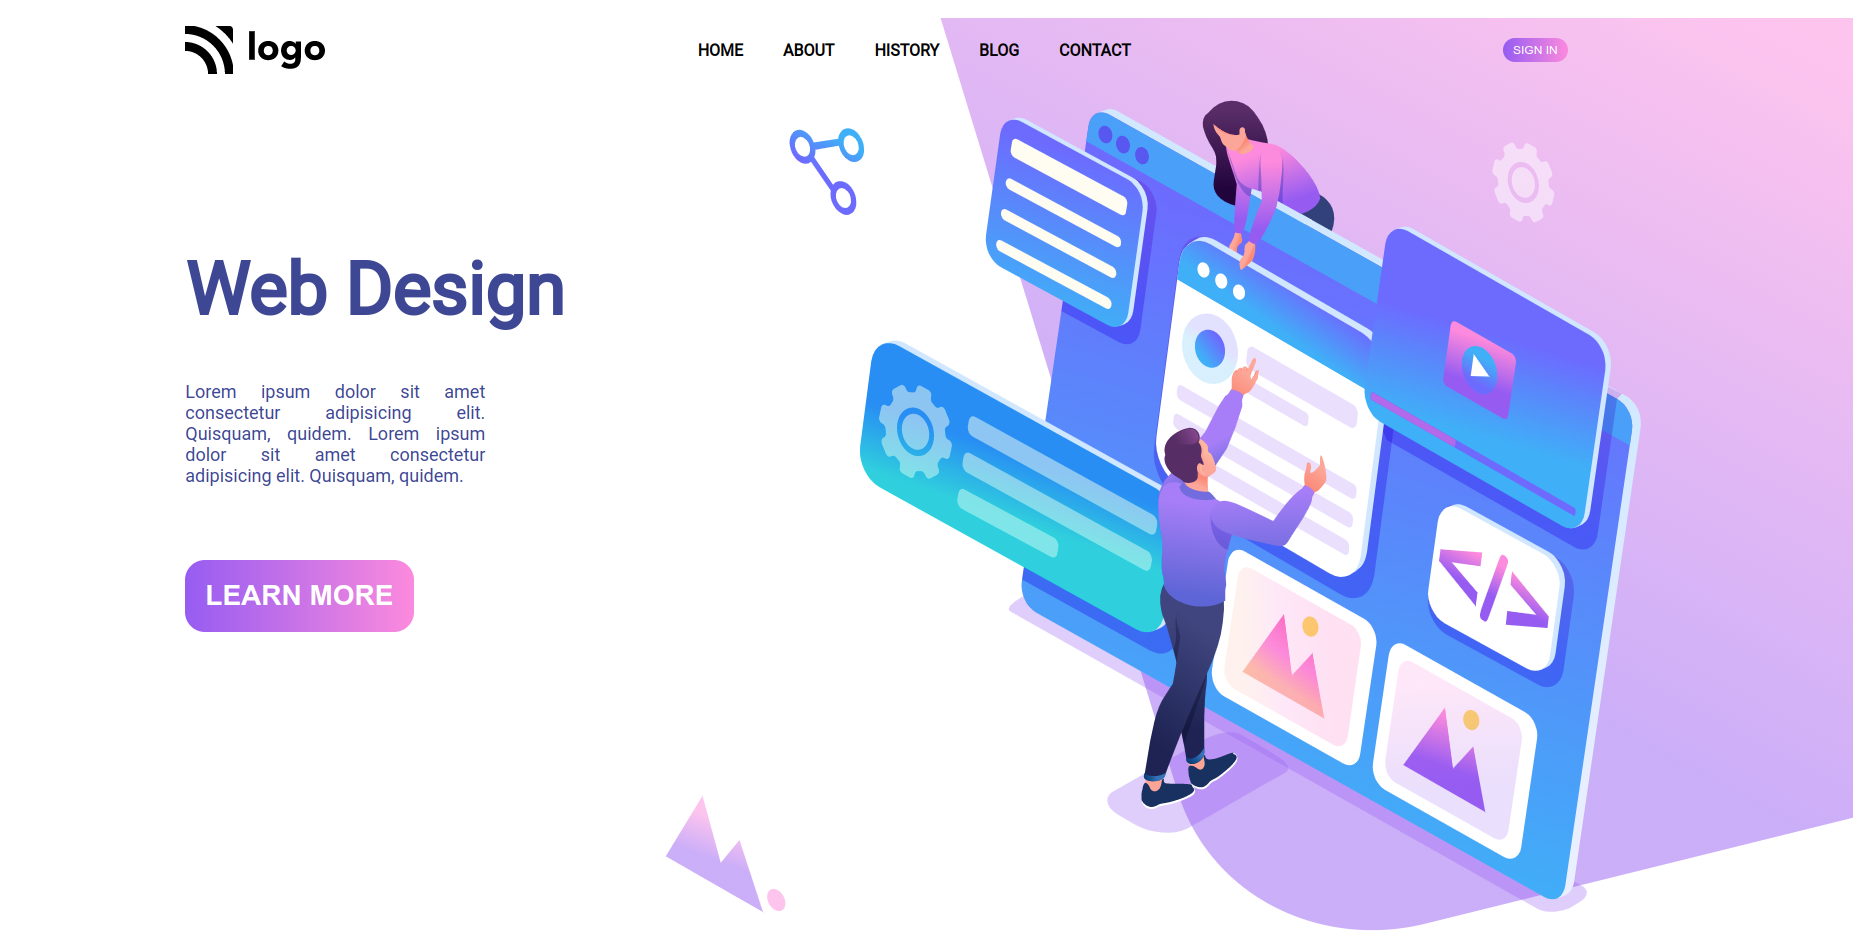 logo
HOME ABOUT HISTORY BLOG CONTACT
SIGN IN
Web Design
Lorem ipsum dolor sit amet
consectetur adipisicing elit.
Quisquam, quidem. Lorem ipsum
dolor sit amet consectetur
adipisicing elit. Quisquam, quidem.
LEARN MORE